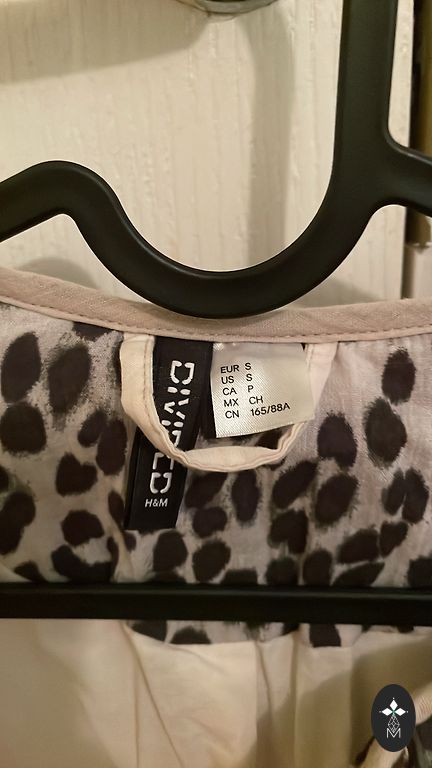 DIVIDED
H&M
EUR S
US S
CA P
MX CH
CN 165/88A
M